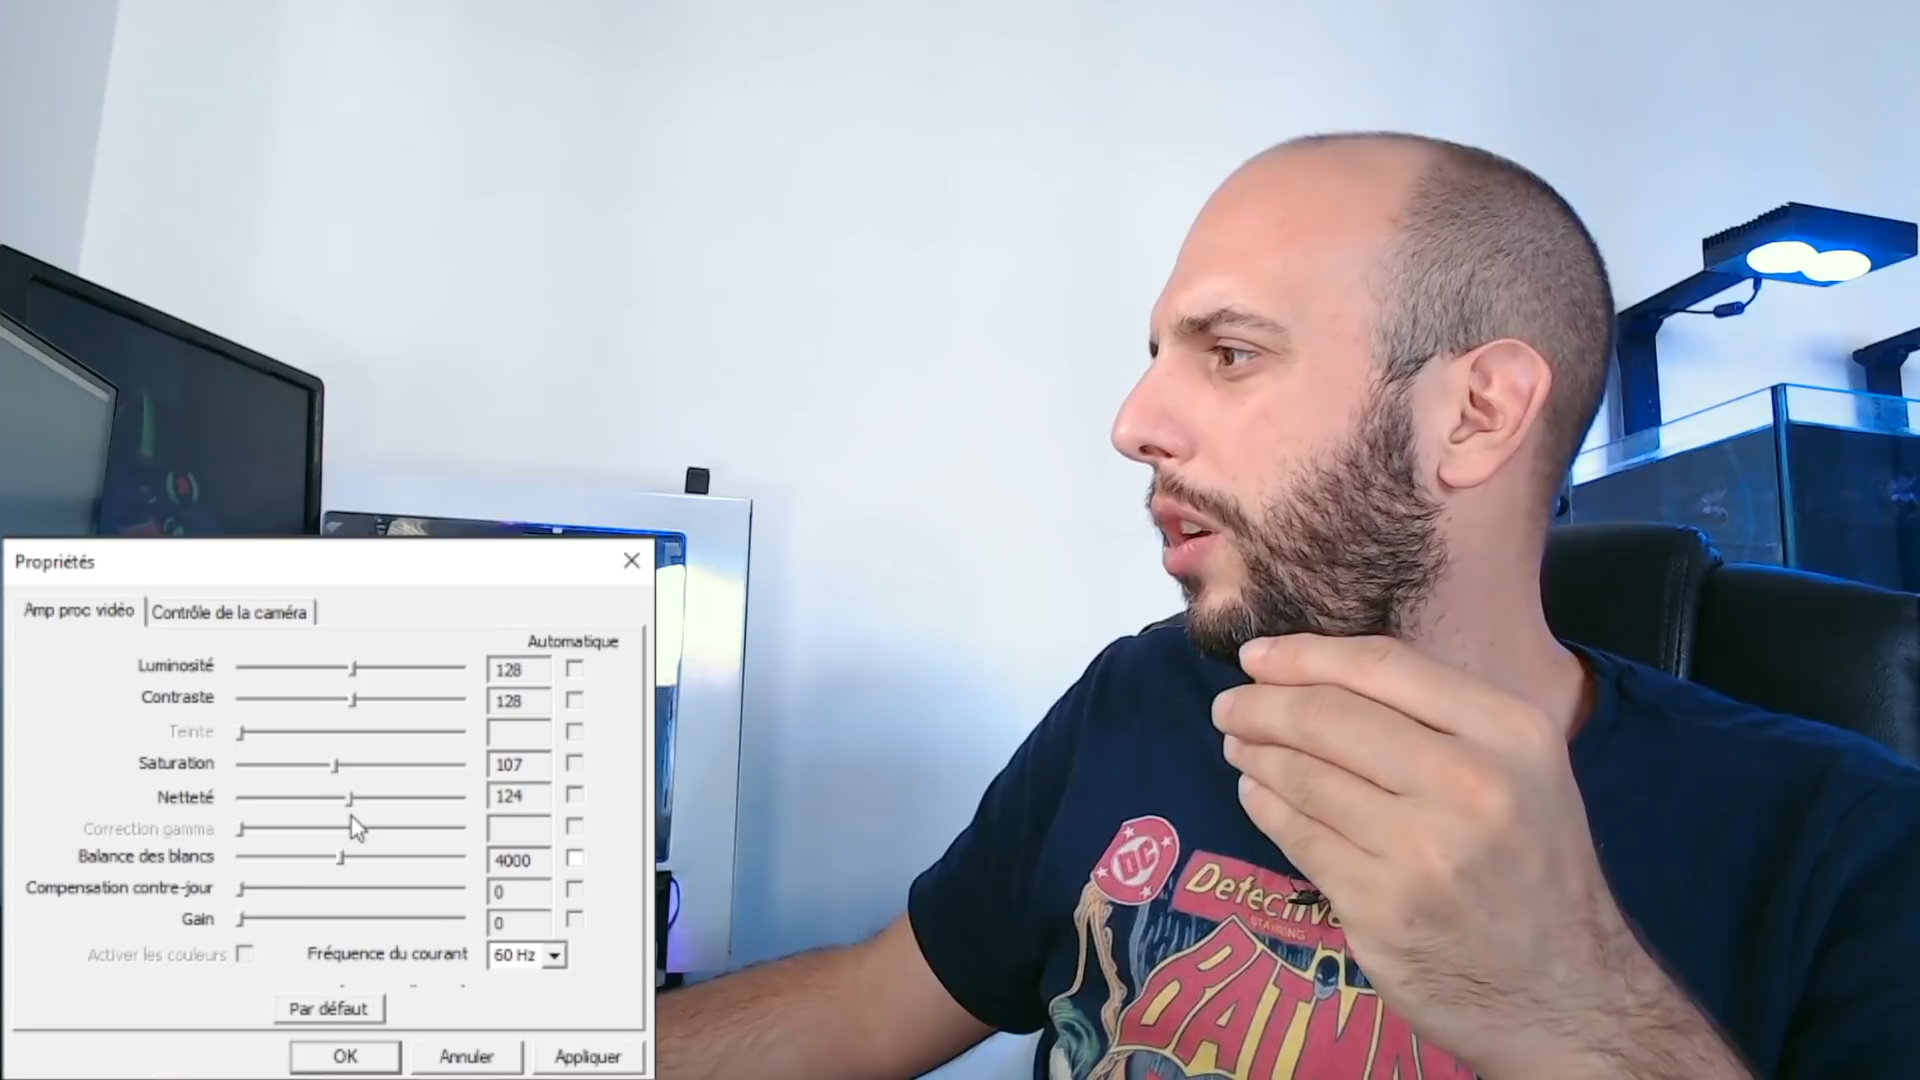 Propriétés
Amp proc vidéo
Contrôle de la caméra
Automatique
Luminosité 128
Contraste 128
Teinte
Saturation 107
Netteté 124
Correction gamma
Balance des blancs 4000
Compensation contre-jour 0
Gain 0
Activer les couleurs
Fréquence du courant 60 Hz
Par défaut
OK
Annuler
Appliquer
DC
Detective
STARRING
BATM